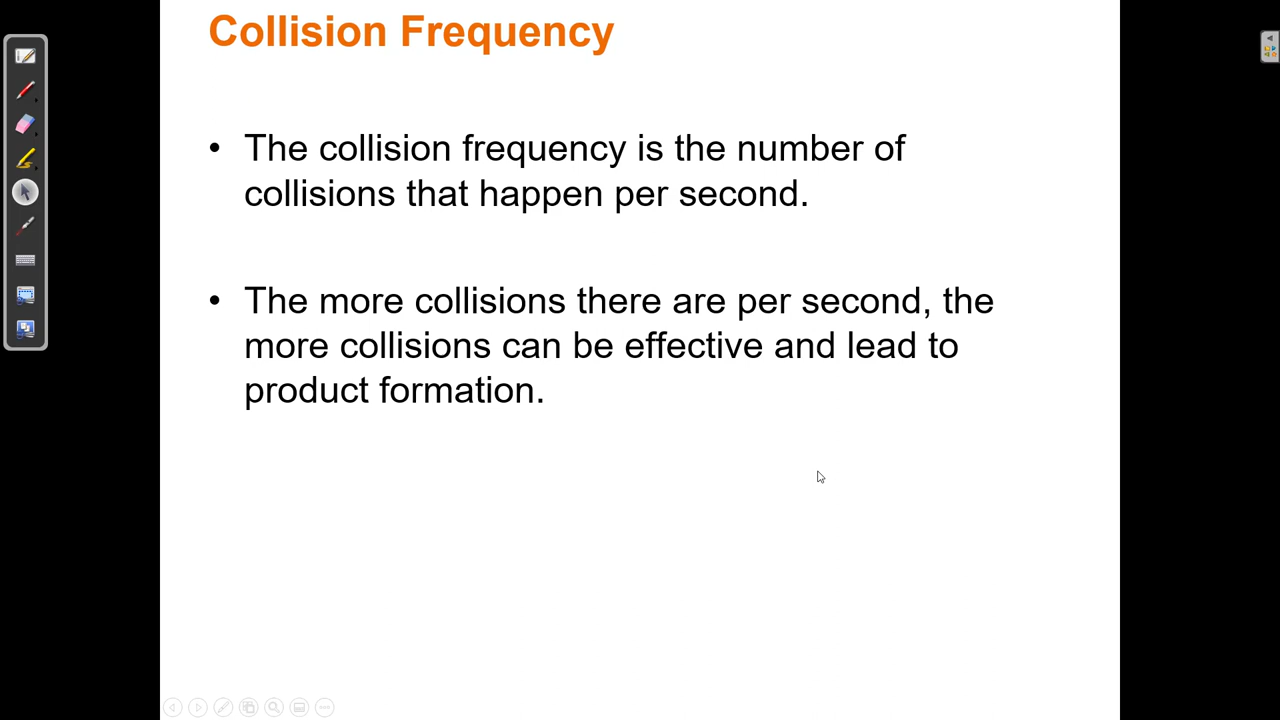 Collision Frequency
• The collision frequency is the number of
collisions that happen per second.
• The more collisions there are per second, the
more collisions can be effective and lead to
product formation.